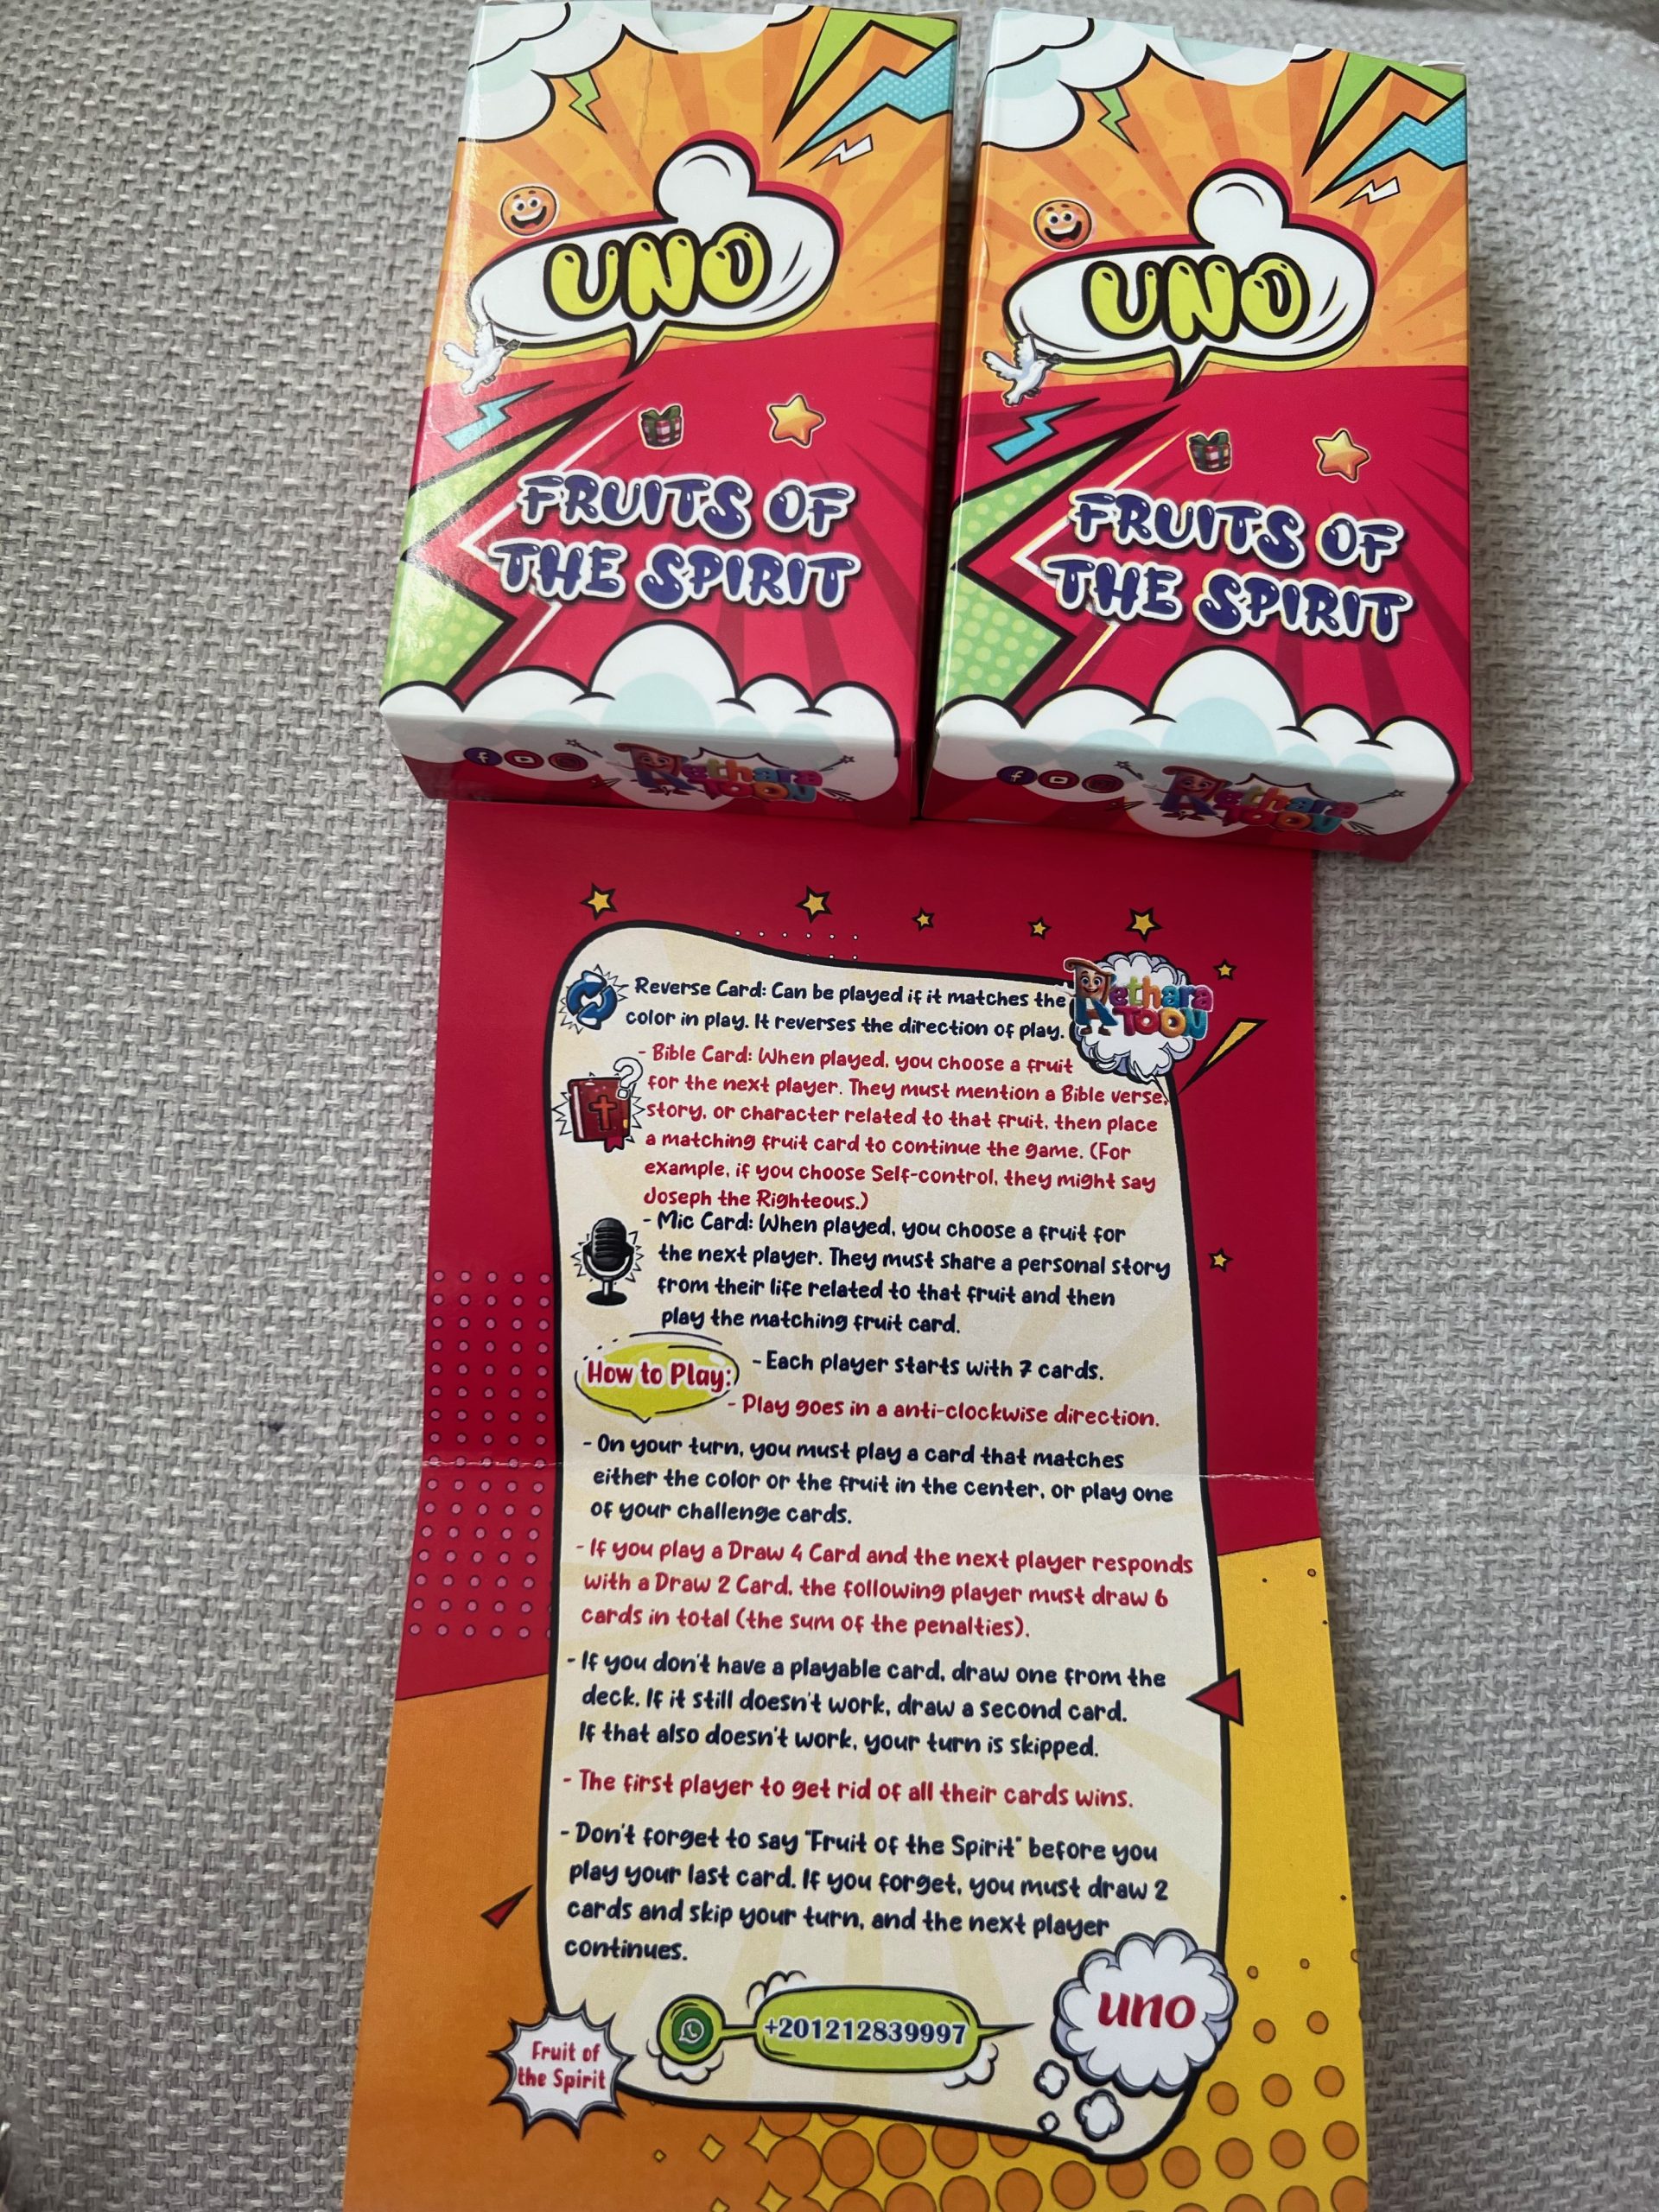 UNO
FRUITS OF
THE SPIRIT
ethara
TOON
UNO
FRUITS OF
THE SPIRIT
ethara
TOON
Reverse Card: Can be played if it matches the
color in play. It reverses the direction of play.
ethara
TOON
- Bible Card: When played, you choose a fruit
for the next player. They must mention a Bible verse,
story, or character related to that fruit, then place
a matching fruit card to continue the game. (For
example, if you choose Self-control, they might say
Joseph the Righteous.)
- Mic Card: When played, you choose a fruit for
the next player. They must share a personal story
from their life related to that fruit and then
play the matching fruit card.
How to Play:
- Each player starts with 7 cards.
- Play goes in a anti-clockwise direction.
- On your turn, you must play a card that matches
either the color or the fruit in the center, or play one
of your challenge cards.
- If you play a Draw 4 Card and the next player responds
with a Draw 2 Card, the following player must draw 6
cards in total (the sum of the penalties).
- If you don't have a playable card, draw one from the
deck. If it still doesn't work, draw a second card.
If that also doesn't work, your turn is skipped.
- The first player to get rid of all their cards wins.
- Don't forget to say "Fruit of the Spirit" before you
play your last card. If you forget, you must draw 2
cards and skip your turn, and the next player
continues.
+201212839997
uno
Fruit of
the Spirit